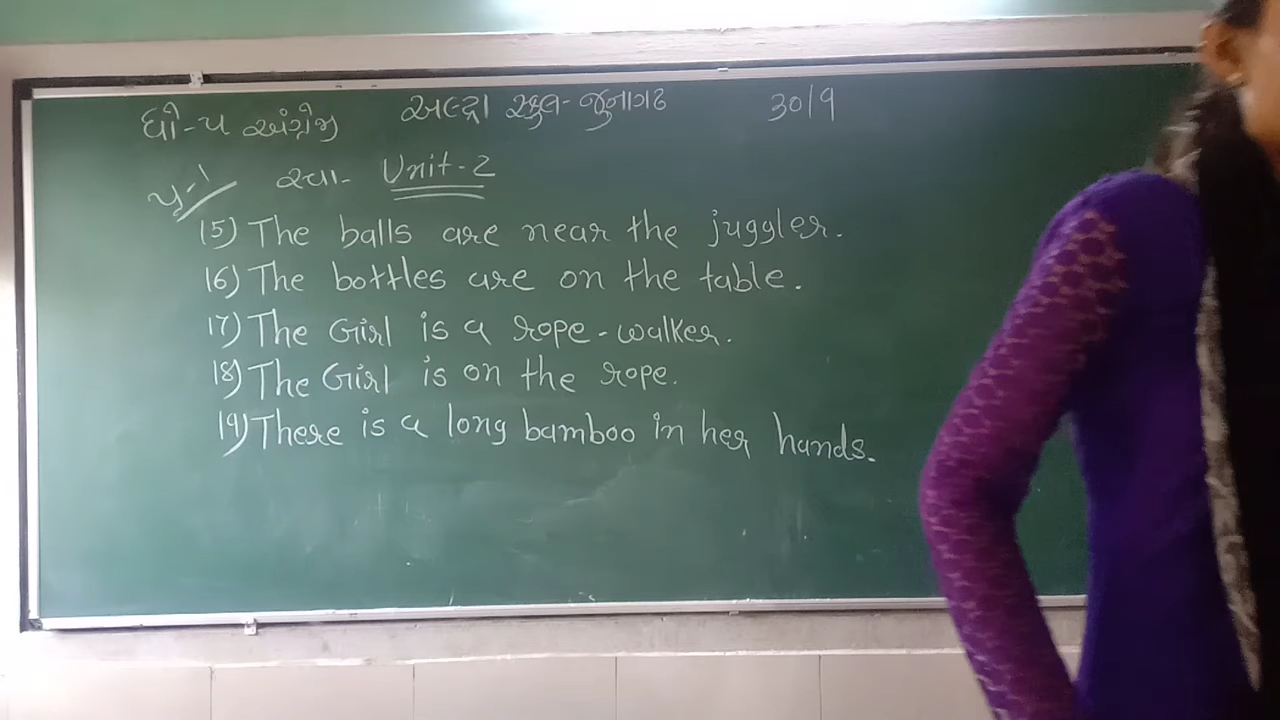 ધો-૫ અંગ્રેજી અલ્ટ્રા સ્કુલ-જુનાગઢ 30/9
પ્ર-૧ સ્વા- Unit-2
15) The balls are near the juggler.
16) The bottles are on the table.
17) The Girl is a rope-walker.
18) The Girl is on the rope.
19) There is a long bamboo in her hands.